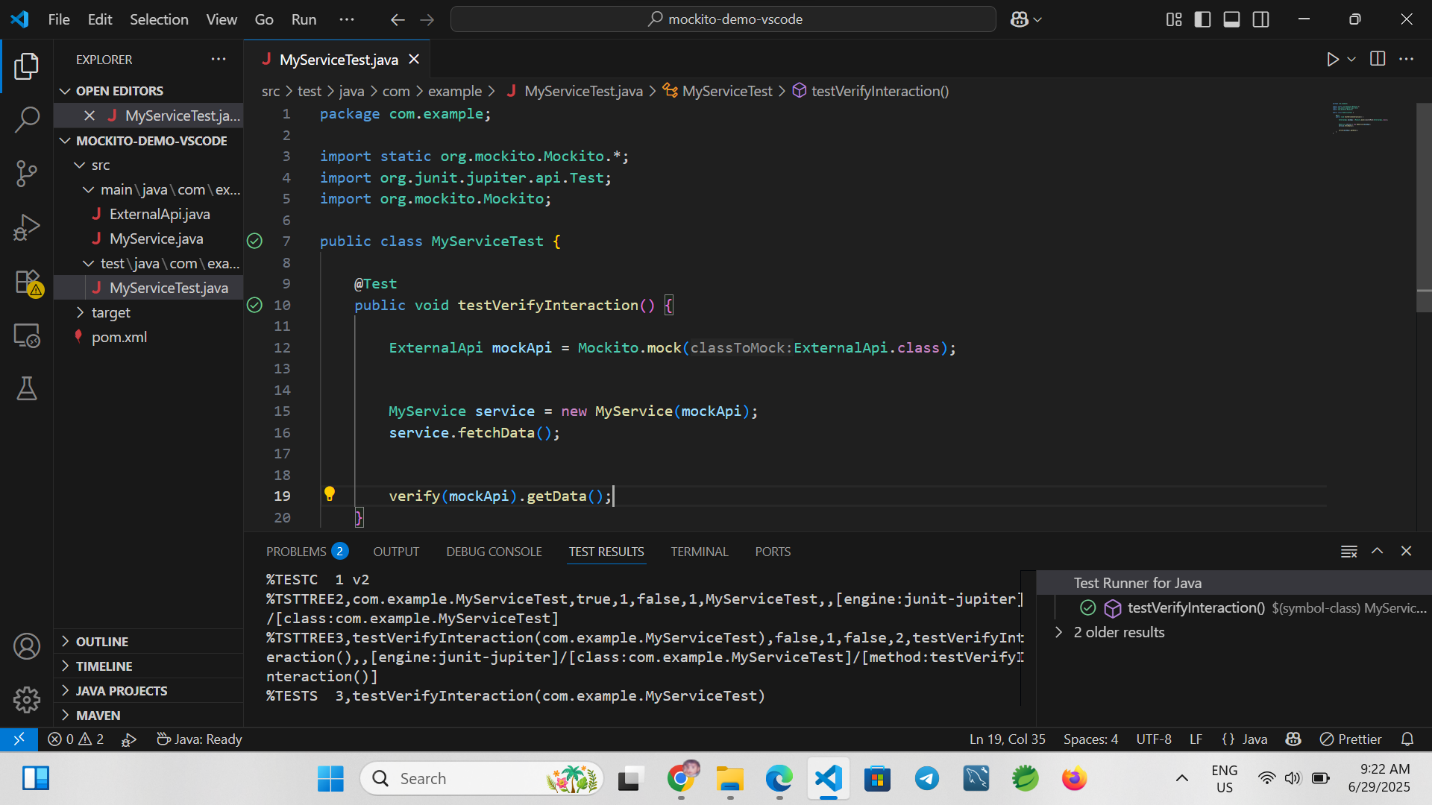 File Edit Selection View Go Run ··· mockito-demo-vscode
EXPLORER ···
OPEN EDITORS
MyServiceTest.ja...
MOCKITO-DEMO-VSCODE
src
main\java\com\ex...
ExternalApi.java
MyService.java
test\java\com\exa...
MyServiceTest.java
target
pom.xml
OUTLINE
TIMELINE
JAVA PROJECTS
MAVEN
MyServiceTest.java
src > test > java > com > example > MyServiceTest.java > MyServiceTest > testVerifyInteraction()
1 package com.example;
2
3 import static org.mockito.Mockito.*;
4 import org.junit.jupiter.api.Test;
5 import org.mockito.Mockito;
6
7 public class MyServiceTest {
8
9 @Test
10 public void testVerifyInteraction() {
11
12 ExternalApi mockApi = Mockito.mock(classToMock:ExternalApi.class);
13
14
15 MyService service = new MyService(mockApi);
16 service.fetchData();
17
18
19 verify(mockApi).getData();
20 }
PROBLEMS 2 OUTPUT DEBUG CONSOLE TEST RESULTS TERMINAL PORTS
%TESTC 1 v2
%TSTTREE2,com.example.MyServiceTest,true,1,false,1,MyServiceTest,,[engine:junit-jupiter]
/[class:com.example.MyServiceTest]
%TSTTREE3,testVerifyInteraction(com.example.MyServiceTest),false,1,false,2,testVerifyInt
eraction(),,[engine:junit-jupiter]/[class:com.example.MyServiceTest]/[method:testVerifyI
nteraction()]
%TESTS 3,testVerifyInteraction(com.example.MyServiceTest)
Test Runner for Java
testVerifyInteraction() $(symbol-class) MyServic...
2 older results
0 2 Java: Ready Ln 19, Col 35 Spaces: 4 UTF-8 LF {} Java Prettier
Search
ENG
US
9:22 AM
6/29/2025